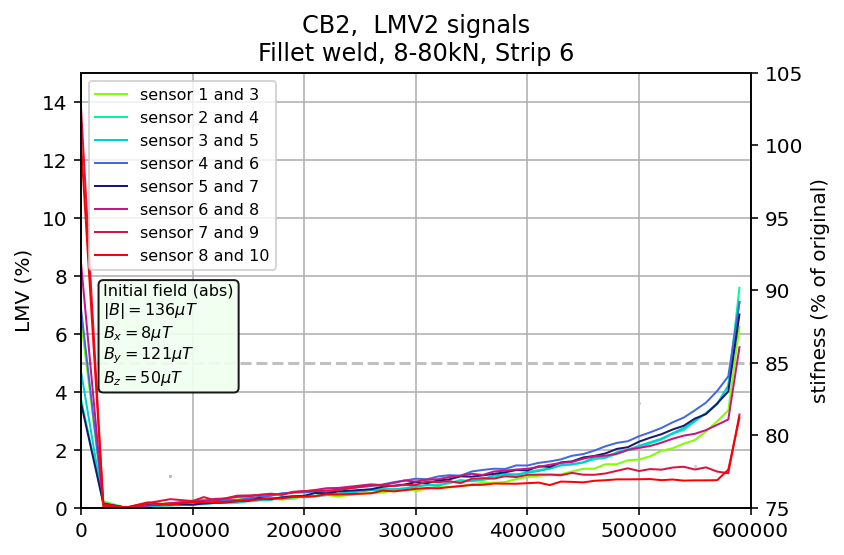 CB2,  LMV2 signals
Fillet weld, 8-80kN, Strip 6
LMV (%)
14
12
10
8
6
4
2
0
sensor 1 and 3
sensor 2 and 4
sensor 3 and 5
sensor 4 and 6
sensor 5 and 7
sensor 6 and 8
sensor 7 and 9
sensor 8 and 10
Initial field (abs)
|B| = 136μT
Bₓ = 8μT
B_y = 121μT
B_z = 50μT
105
100
95
90
85
80
75
stifness (% of original)
0 100000 200000 300000 400000 500000 600000